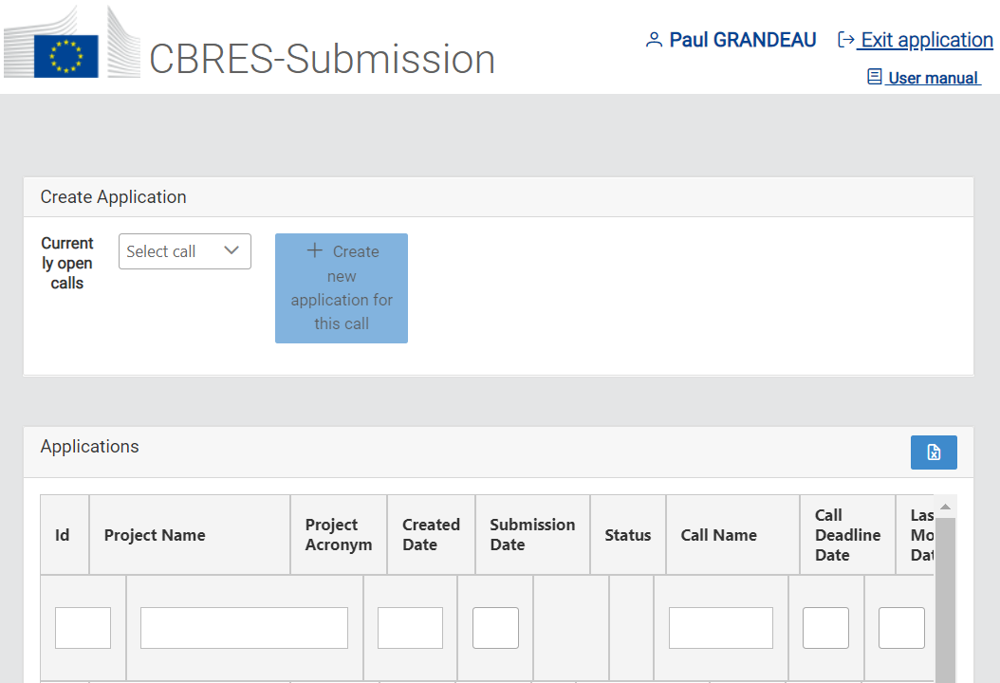 CBRES-Submission
Paul GRANDEAU
Exit application
User manual
Create Application
Current
ly open
calls
Select call
Create
new
application for
this call
Applications
Id
Project Name
Project
Acronym
Created
Date
Submission
Date
Status
Call Name
Call
Deadline
Date
Las
Mo
Dat